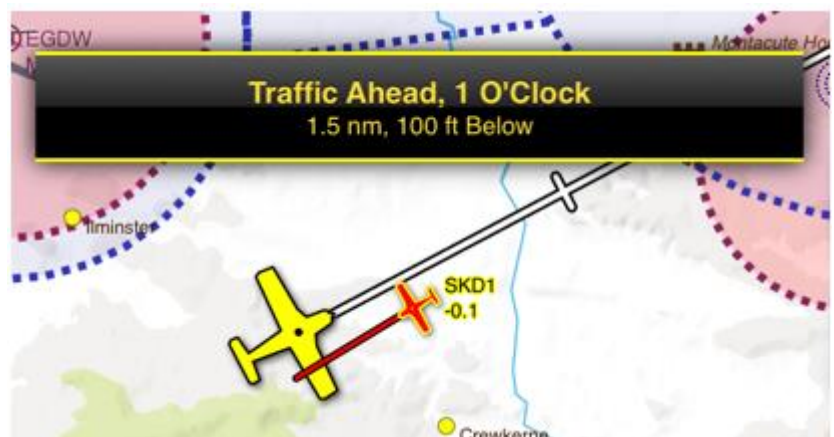 EGDW
Montacute Ho
Traffic Ahead, 1 O'Clock
1.5 nm, 100 ft Below
Ilminster
SKD1
-0.1
Crewkerne